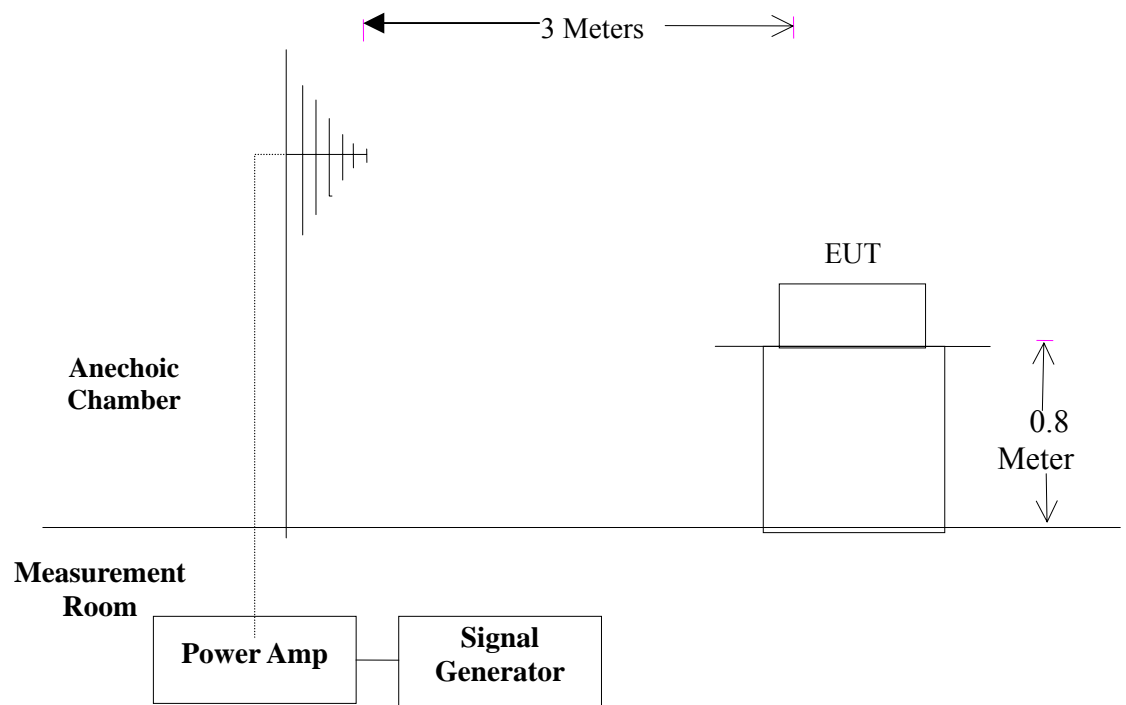 3 Meters
EUT
Anechoic
Chamber
0.8
Meter
Measurement
Room
Power Amp
Signal
Generator